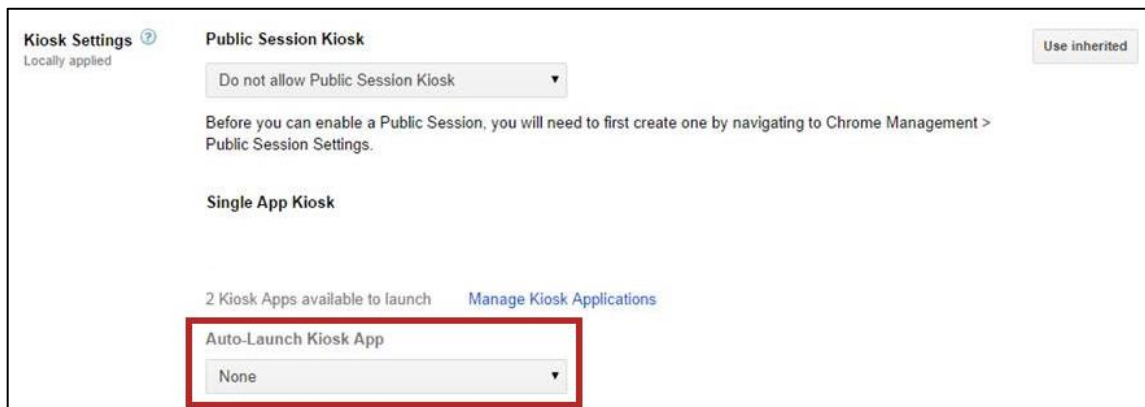 Kiosk Settings ?
Locally applied
Public Session Kiosk
Use inherited
Do not allow Public Session Kiosk
Before you can enable a Public Session, you will need to first create one by navigating to Chrome Management >
Public Session Settings.
Single App Kiosk
2 Kiosk Apps available to launch Manage Kiosk Applications
Auto-Launch Kiosk App
None